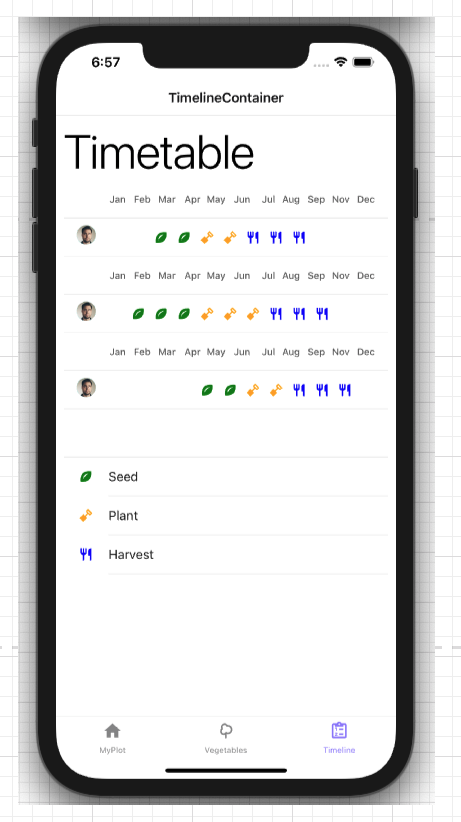 6:57
TimelineContainer
Timetable
Jan Feb Mar Apr May Jun Jul Aug Sep Nov Dec
Jan Feb Mar Apr May Jun Jul Aug Sep Nov Dec
Jan Feb Mar Apr May Jun Jul Aug Sep Nov Dec
Seed
Plant
Harvest
MyPlot Vegetables Timeline